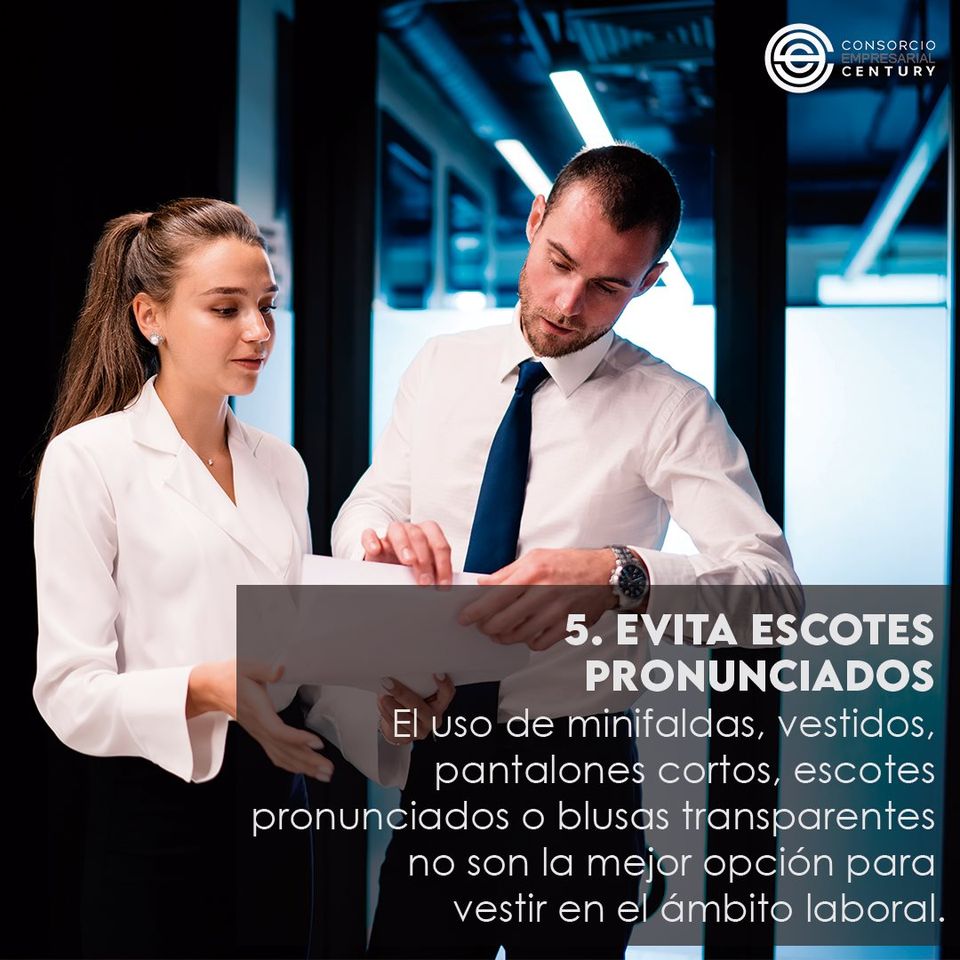 CONSORCIO
EMPRESARIAL
CENTURY
5. EVITA ESCOTES
PRONUNCIADOS
El uso de minifaldas, vestidos,
pantalones cortos, escotes
pronunciados o blusas transparentes
no son la mejor opción para
vestir en el ámbito laboral.